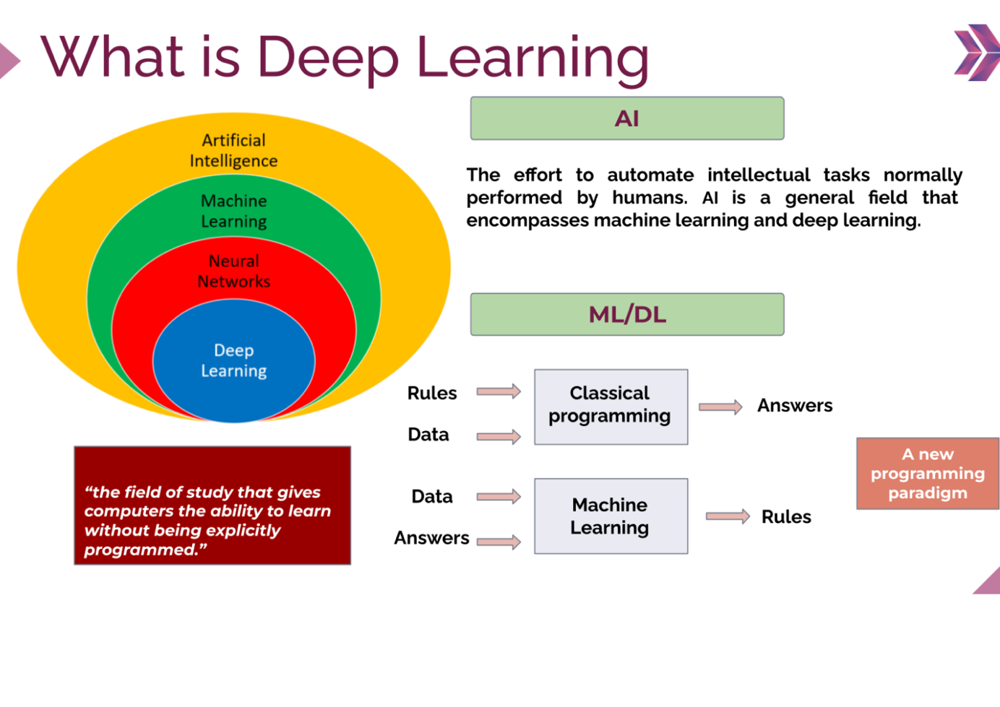 What is Deep Learning
Artificial
Intelligence
Machine
Learning
Neural
Networks
Deep
Learning
“the field of study that gives
computers the ability to learn
without being explicitly
programmed.”
AI
The effort to automate intellectual tasks normally
performed by humans. AI is a general field that
encompasses machine learning and deep learning.
ML/DL
Rules
Data
Classical
programming
Answers
Data
Answers
Machine
Learning
Rules
A new
programming
paradigm